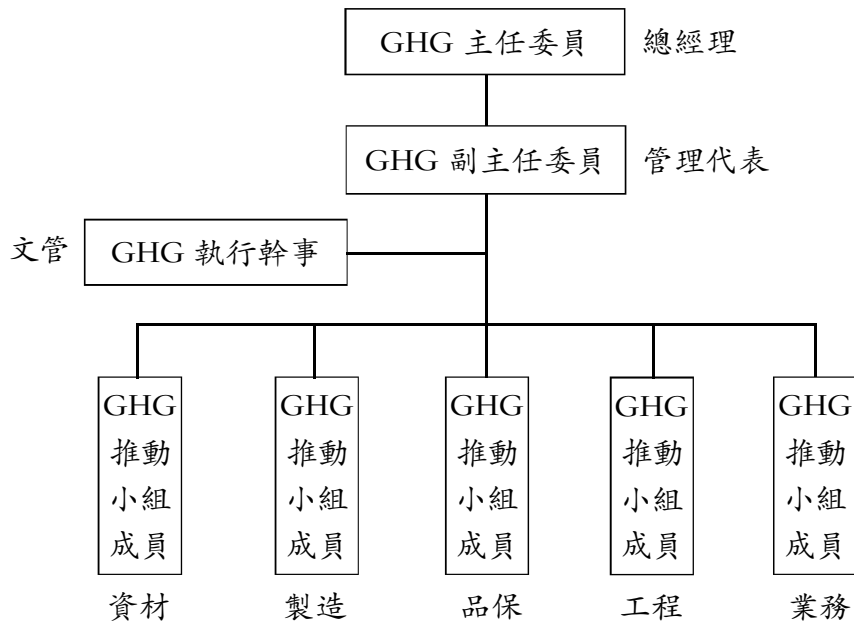 GHG 主任委員 總經理
GHG 副主任委員 管理代表
文管 GHG 執行幹事
GHG 推動 小組 成員
資材
GHG 推動 小組 成員
製造
GHG 推動 小組 成員
品保
GHG 推動 小組 成員
工程
GHG 推動 小組 成員
業務